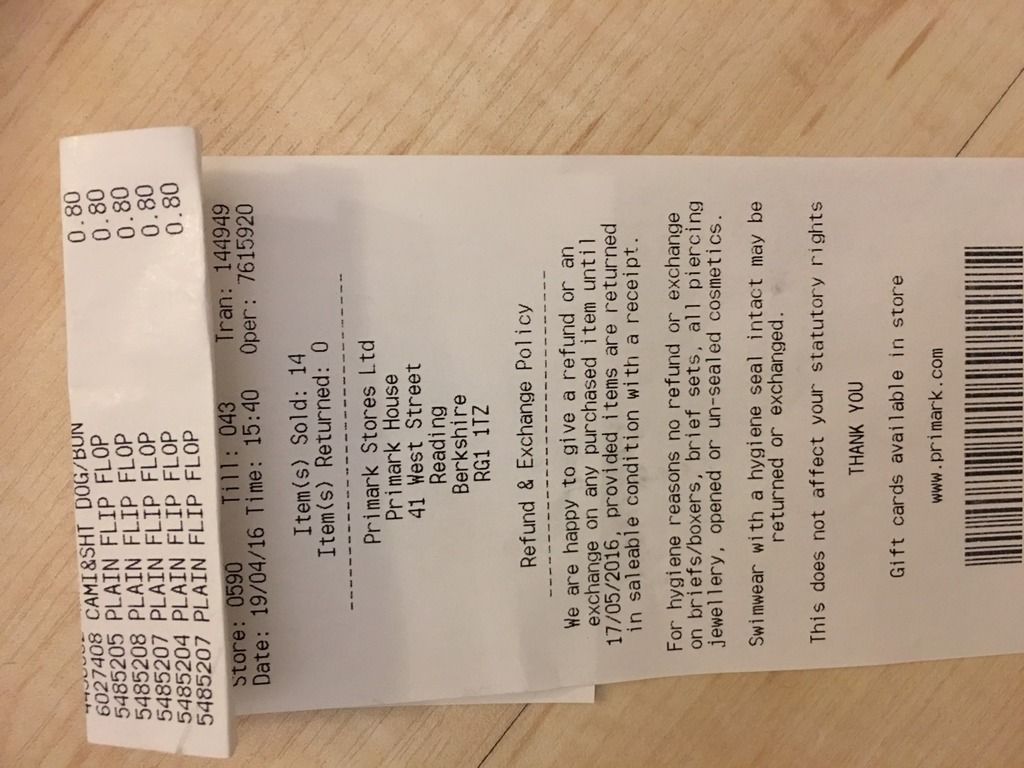 6027408 CAMI&SHT DOG/BUN
5485205 PLAIN FLIP FLOP 0.80
5485208 PLAIN FLIP FLOP 0.80
5485207 PLAIN FLIP FLOP 0.80
5485204 PLAIN FLIP FLOP 0.80
5485207 PLAIN FLIP FLOP 0.80
Store: 0590 Till: 043 Tran: 144949
Date: 19/04/16 Time: 15:40 Oper: 7615920
Item(s) Sold: 14
Item(s) Returned: 0
Primark Stores Ltd
Primark House
41 West Street
Reading
Berkshire
RG1 1TZ
Refund & Exchange Policy
We are happy to give a refund or an
exchange on any purchased item until
17/05/2016, provided items are returned
in saleable condition with a receipt.
For hygiene reasons no refund or exchange
on briefs/boxers, brief sets, all piercing
jewellery, opened or un-sealed cosmetics.
Swimwear with a hygiene seal intact may be
returned or exchanged.
This does not affect your statutory rights
THANK YOU
Gift cards available in store
www.primark.com